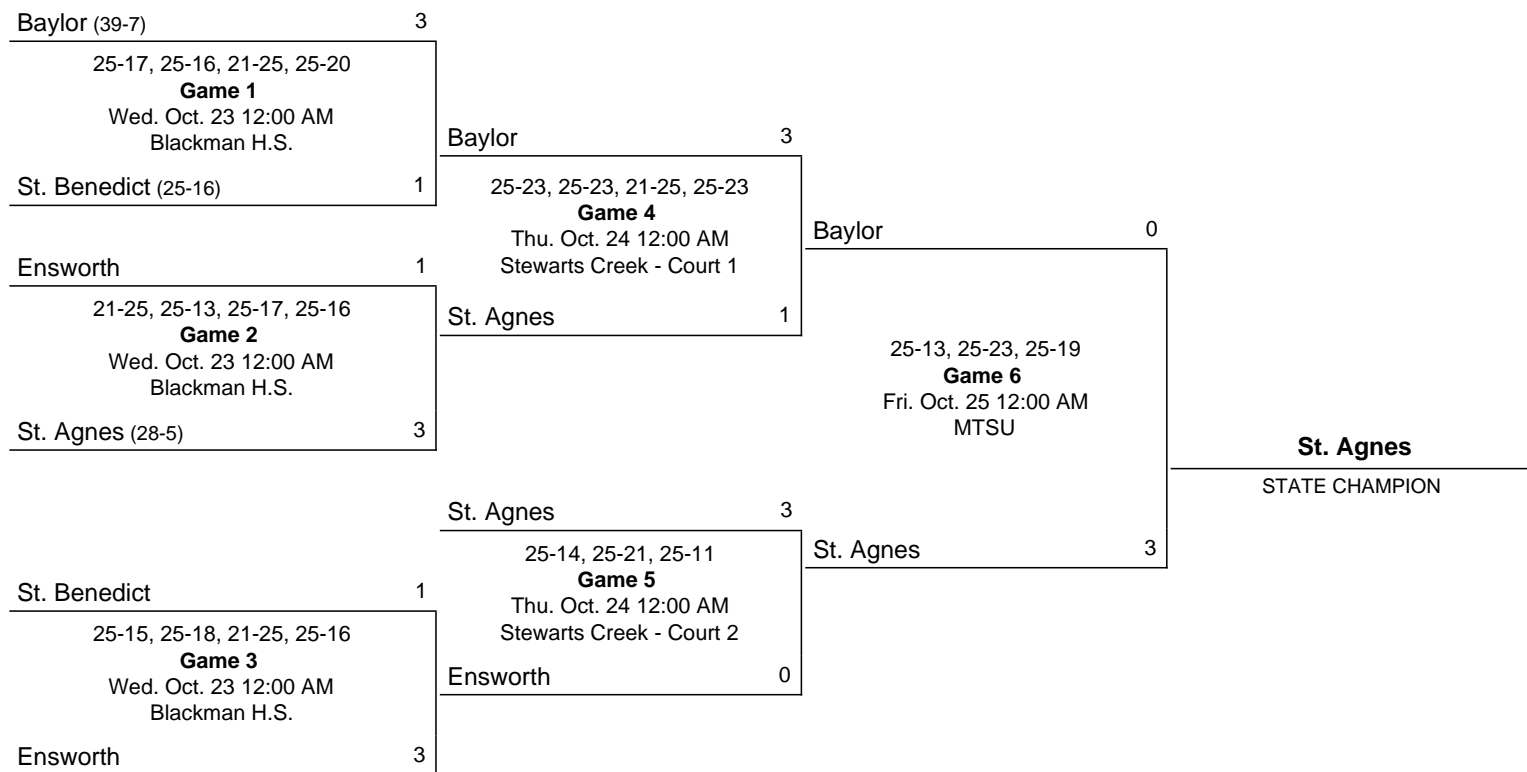 Baylor (39-7) 3
25-17, 25-16, 21-25, 25-20
Game 1
Wed. Oct. 23 12:00 AM
Blackman H.S.
St. Benedict (25-16) 1
Ensworth 1
21-25, 25-13, 25-17, 25-16
Game 2
Wed. Oct. 23 12:00 AM
Blackman H.S.
St. Agnes (28-5) 3
St. Benedict 1
25-15, 25-18, 21-25, 25-16
Game 3
Wed. Oct. 23 12:00 AM
Blackman H.S.
Ensworth 3
Baylor 3
25-23, 25-23, 21-25, 25-23
Game 4
Thu. Oct. 24 12:00 AM
Stewarts Creek - Court 1
St. Agnes 1
St. Agnes 3
25-14, 25-21, 25-11
Game 5
Thu. Oct. 24 12:00 AM
Stewarts Creek - Court 2
Ensworth 0
Baylor 0
25-13, 25-23, 25-19
Game 6
Fri. Oct. 25 12:00 AM
MTSU
St. Agnes 3
St. Agnes
STATE CHAMPION